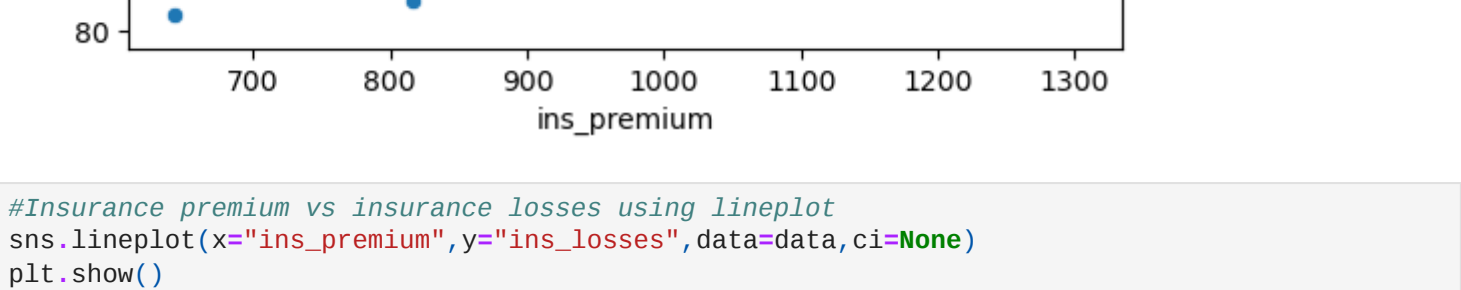 80
700 800 900 1000 1100 1200 1300
ins_premium
#Insurance premium vs insurance losses using lineplot
sns.lineplot(x="ins_premium",y="ins_losses",data=data,ci=None)
plt.show()